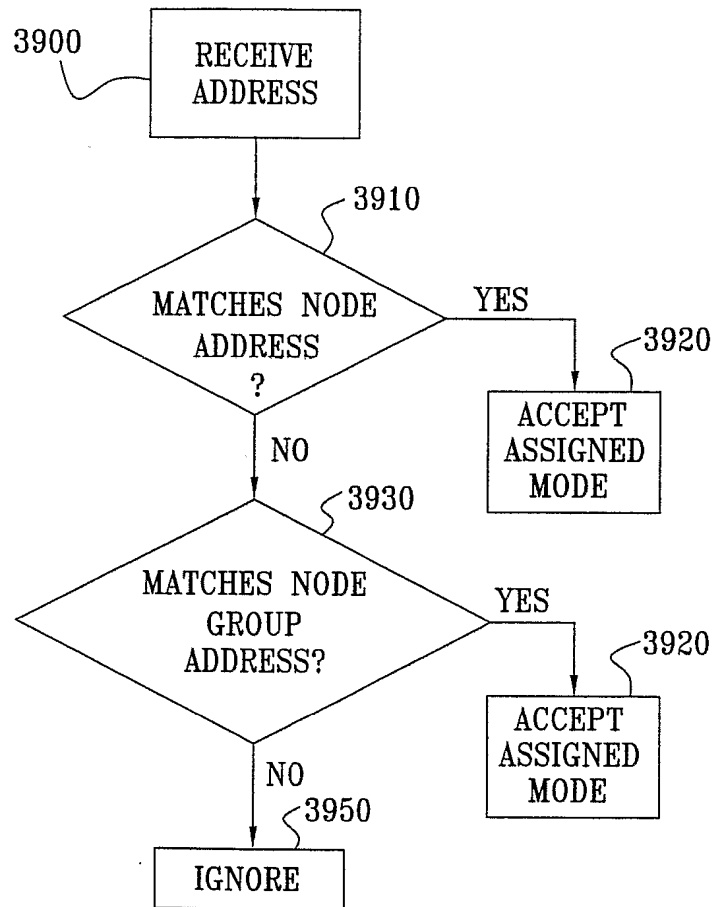 3900
RECEIVE
ADDRESS
3910
MATCHES NODE
ADDRESS
?
YES
3920
ACCEPT
ASSIGNED
MODE
NO
3930
MATCHES NODE
GROUP
ADDRESS?
YES
3920
ACCEPT
ASSIGNED
MODE
NO
3950
IGNORE